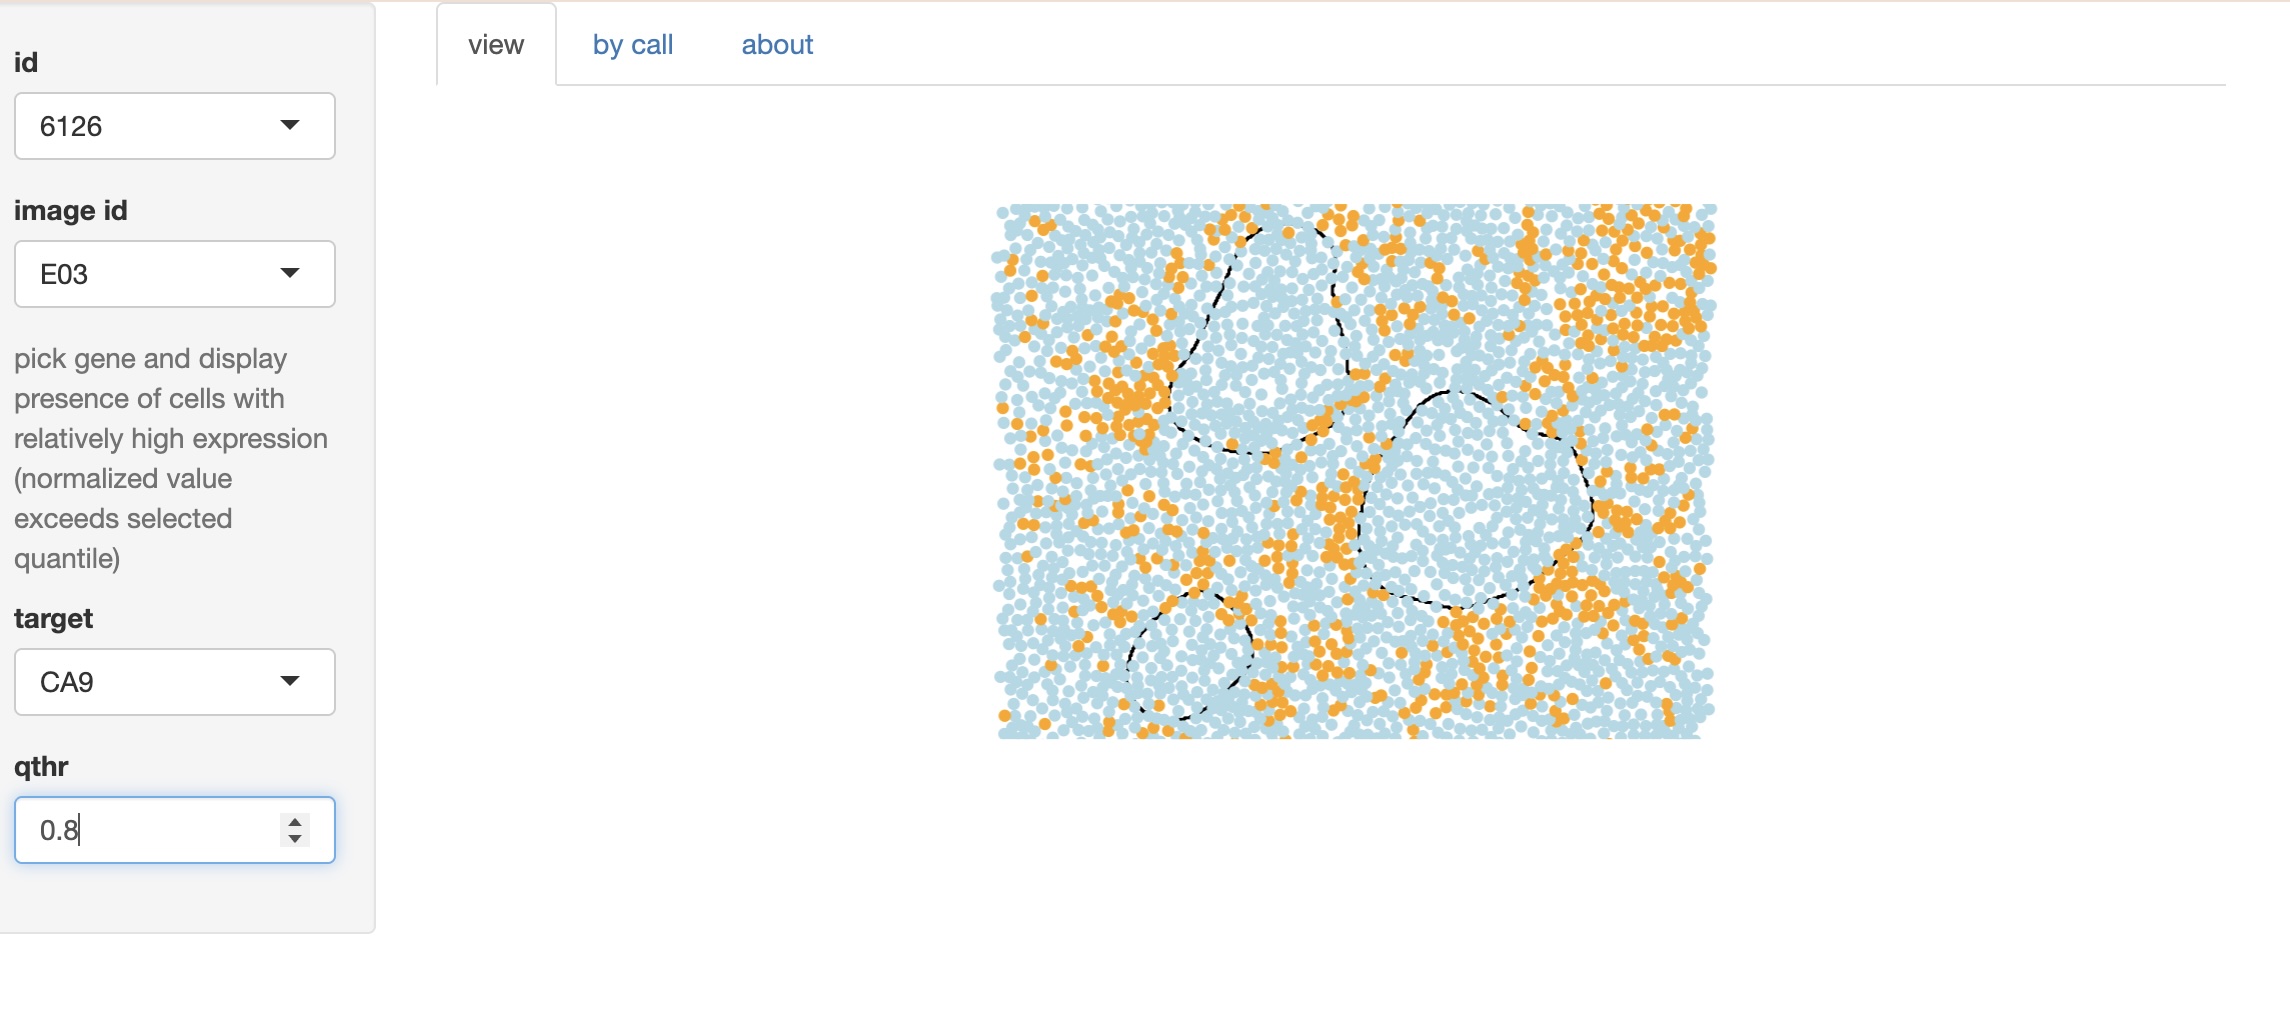 id
6126
image id
E03
pick gene and display
presence of cells with
relatively high expression
(normalized value
exceeds selected
quantile)
target
CA9
qthr
0.8
view by call about